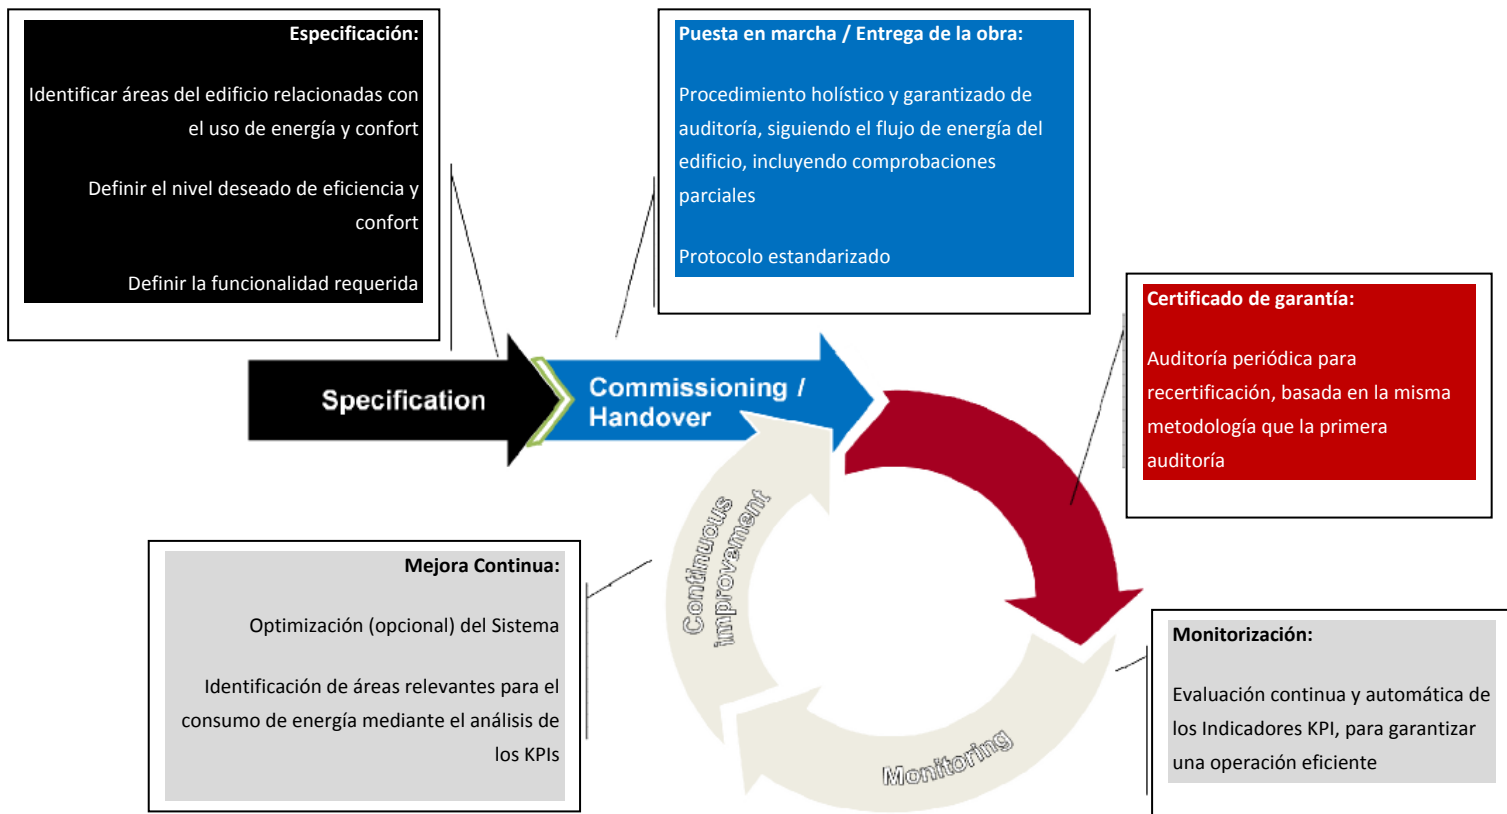 Especificación:
Identificar áreas del edificio relacionadas con
el uso de energía y confort
Definir el nivel deseado de eficiencia y
confort
Definir la funcionalidad requerida
Puesta en marcha / Entrega de la obra:
Procedimiento holístico y garantizado de
auditoría, siguiendo el flujo de energía del
edificio, incluyendo comprobaciones
parciales
Protocolo estandarizado
Certificado de garantía:
Auditoría periódica para
recertificación, basada en la misma
metodología que la primera
auditoría
Specification
Commissioning /
Handover
Continuous
improvement
Monitoring
Mejora Continua:
Optimización (opcional) del Sistema
Identificación de áreas relevantes para el
consumo de energía mediante el análisis de
los KPIs
Monitorización:
Evaluación continua y automática de
los Indicadores KPI, para garantizar
una operación eficiente